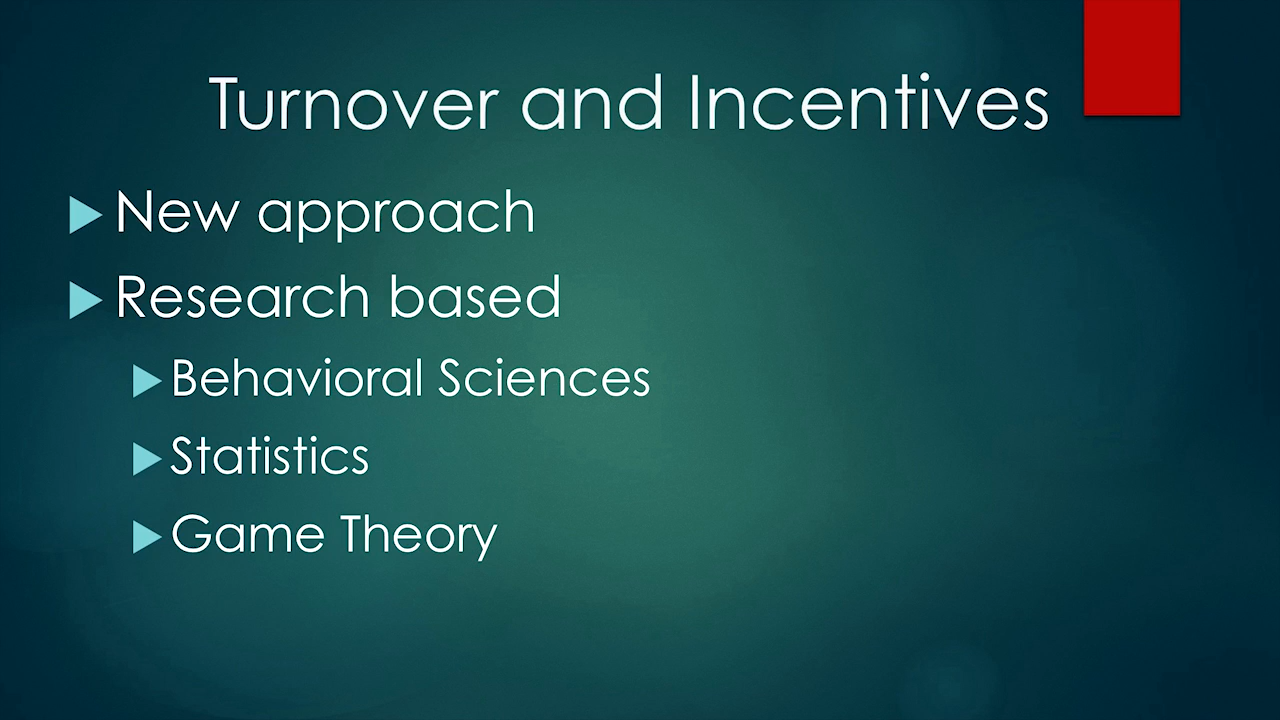 Turnover and Incentives
New approach
Research based
Behavioral Sciences
Statistics
Game Theory